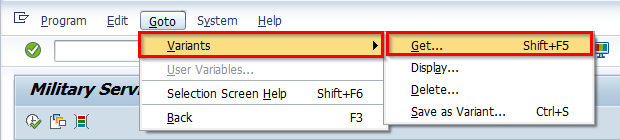 Program Edit Goto System Help
Variants
Get... Shift+F5
User Variables...
Display...
Military Serv
Delete...
Selection Screen Help Shift+F6
Save as Variant... Ctrl+S
Back F3